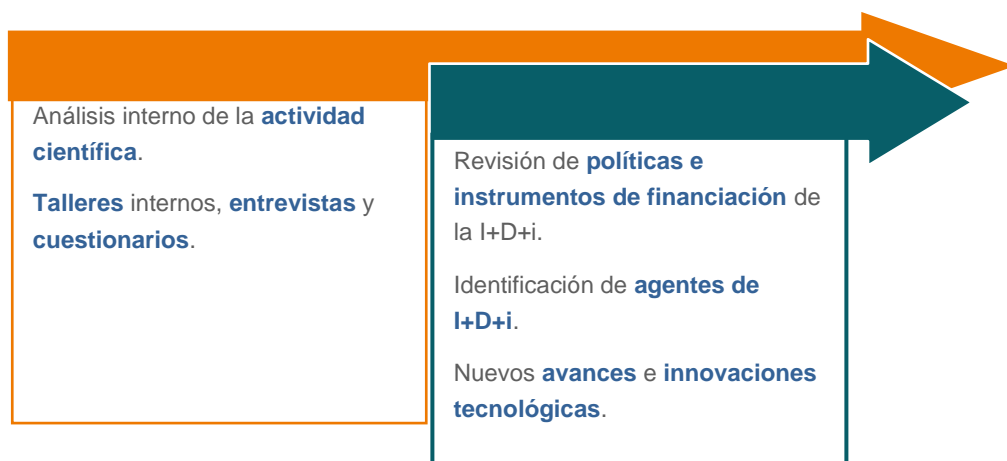 Análisis interno de la actividad
científica.
Talleres internos, entrevistas y
cuestionarios.
Revisión de políticas e
instrumentos de financiación de
la I+D+i.
Identificación de agentes de
I+D+i.
Nuevos avances e innovaciones
tecnológicas.